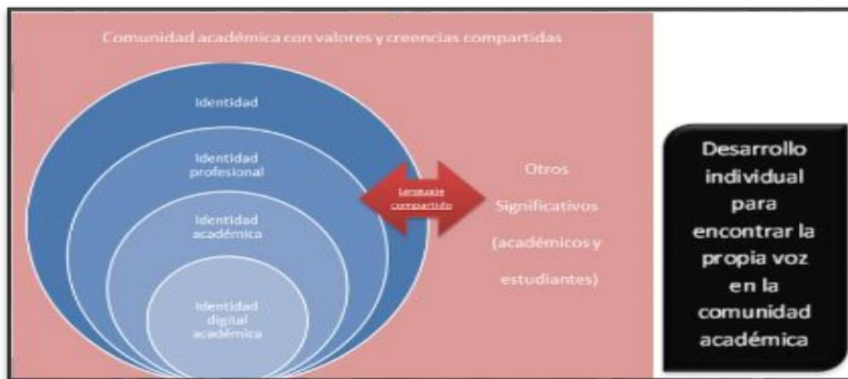 Comunidad académica con valores y creencias compartidas
Identidad
Identidad
profesional
Identidad
académica
Identidad
digital
académica
Lenguaje
compartido
Otros
Significativos
(académicos y
estudiantes)
Desarrollo
individual
para
encontrar la
propia voz
en la
comunidad
académica